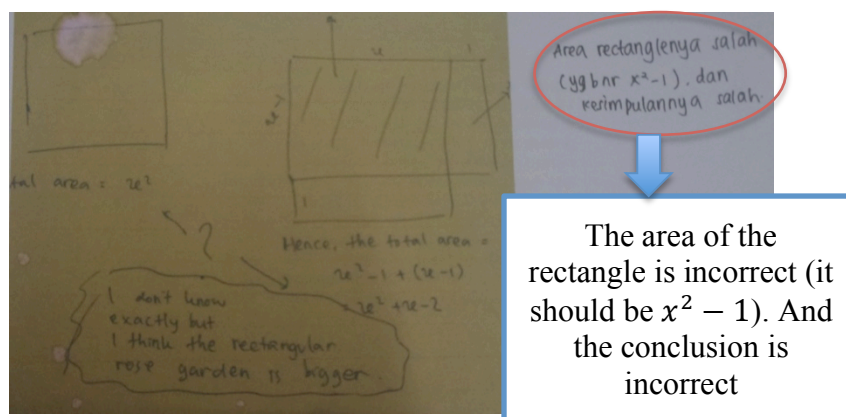 x
1
x-1
1
tal area = x²
?
Hence, the total area =
x² - 1 + (x - 1)
= x² + x - 2
I don't know
exactly but
I think the rectangular
rose garden is bigger.
Area rectanglenya salah
(yg bnr x²-1). dan
kesimpulannya salah.
The area of the
rectangle is incorrect (it
should be 𝑥² − 1). And
the conclusion is
incorrect